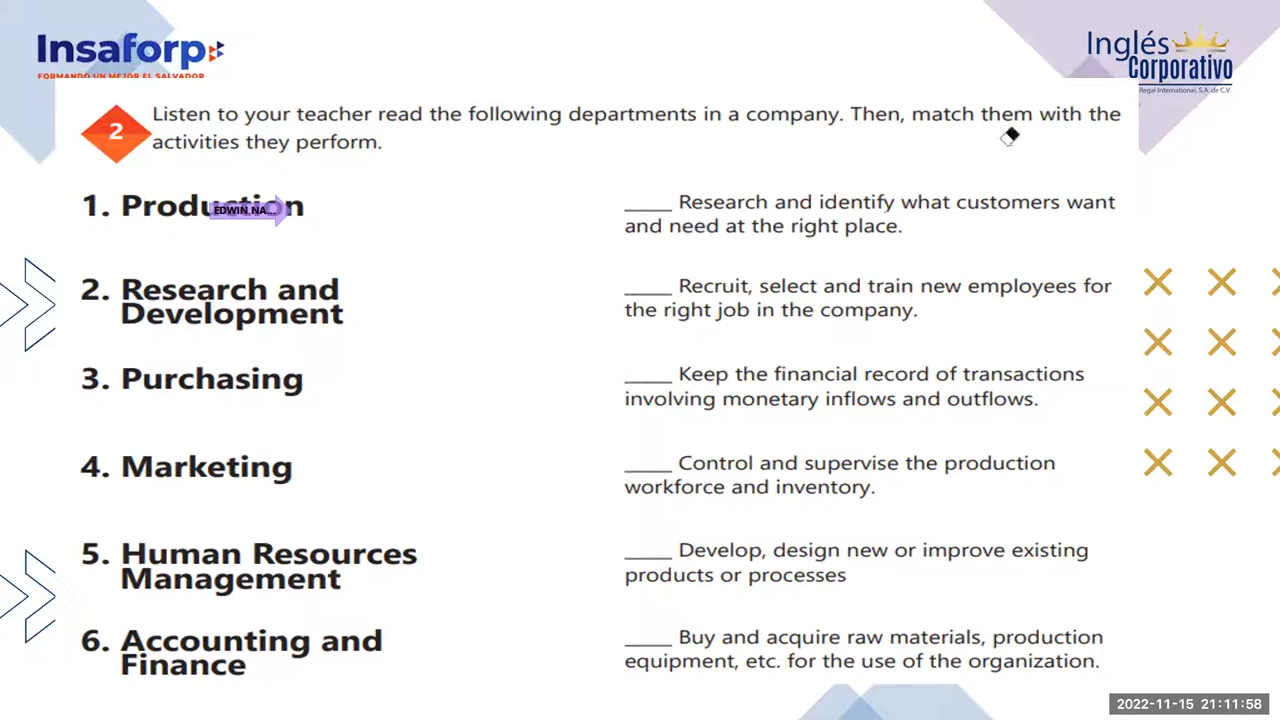 Insaforp
FORMANDO UN MEJOR EL SALVADOR
Inglés
Corporativo
Regal International, S.A. de C.V.
2
Listen to your teacher read the following departments in a company. Then, match them with the
activities they perform.
1. Production
EDWIN NA...
____ Research and identify what customers want
and need at the right place.
2. Research and
Development
____ Recruit, select and train new employees for
the right job in the company.
3. Purchasing
____ Keep the financial record of transactions
involving monetary inflows and outflows.
4. Marketing
____ Control and supervise the production
workforce and inventory.
5. Human Resources
Management
____ Develop, design new or improve existing
products or processes
6. Accounting and
Finance
____ Buy and acquire raw materials, production
equipment, etc. for the use of the organization.
2022-11-15 21:11:58